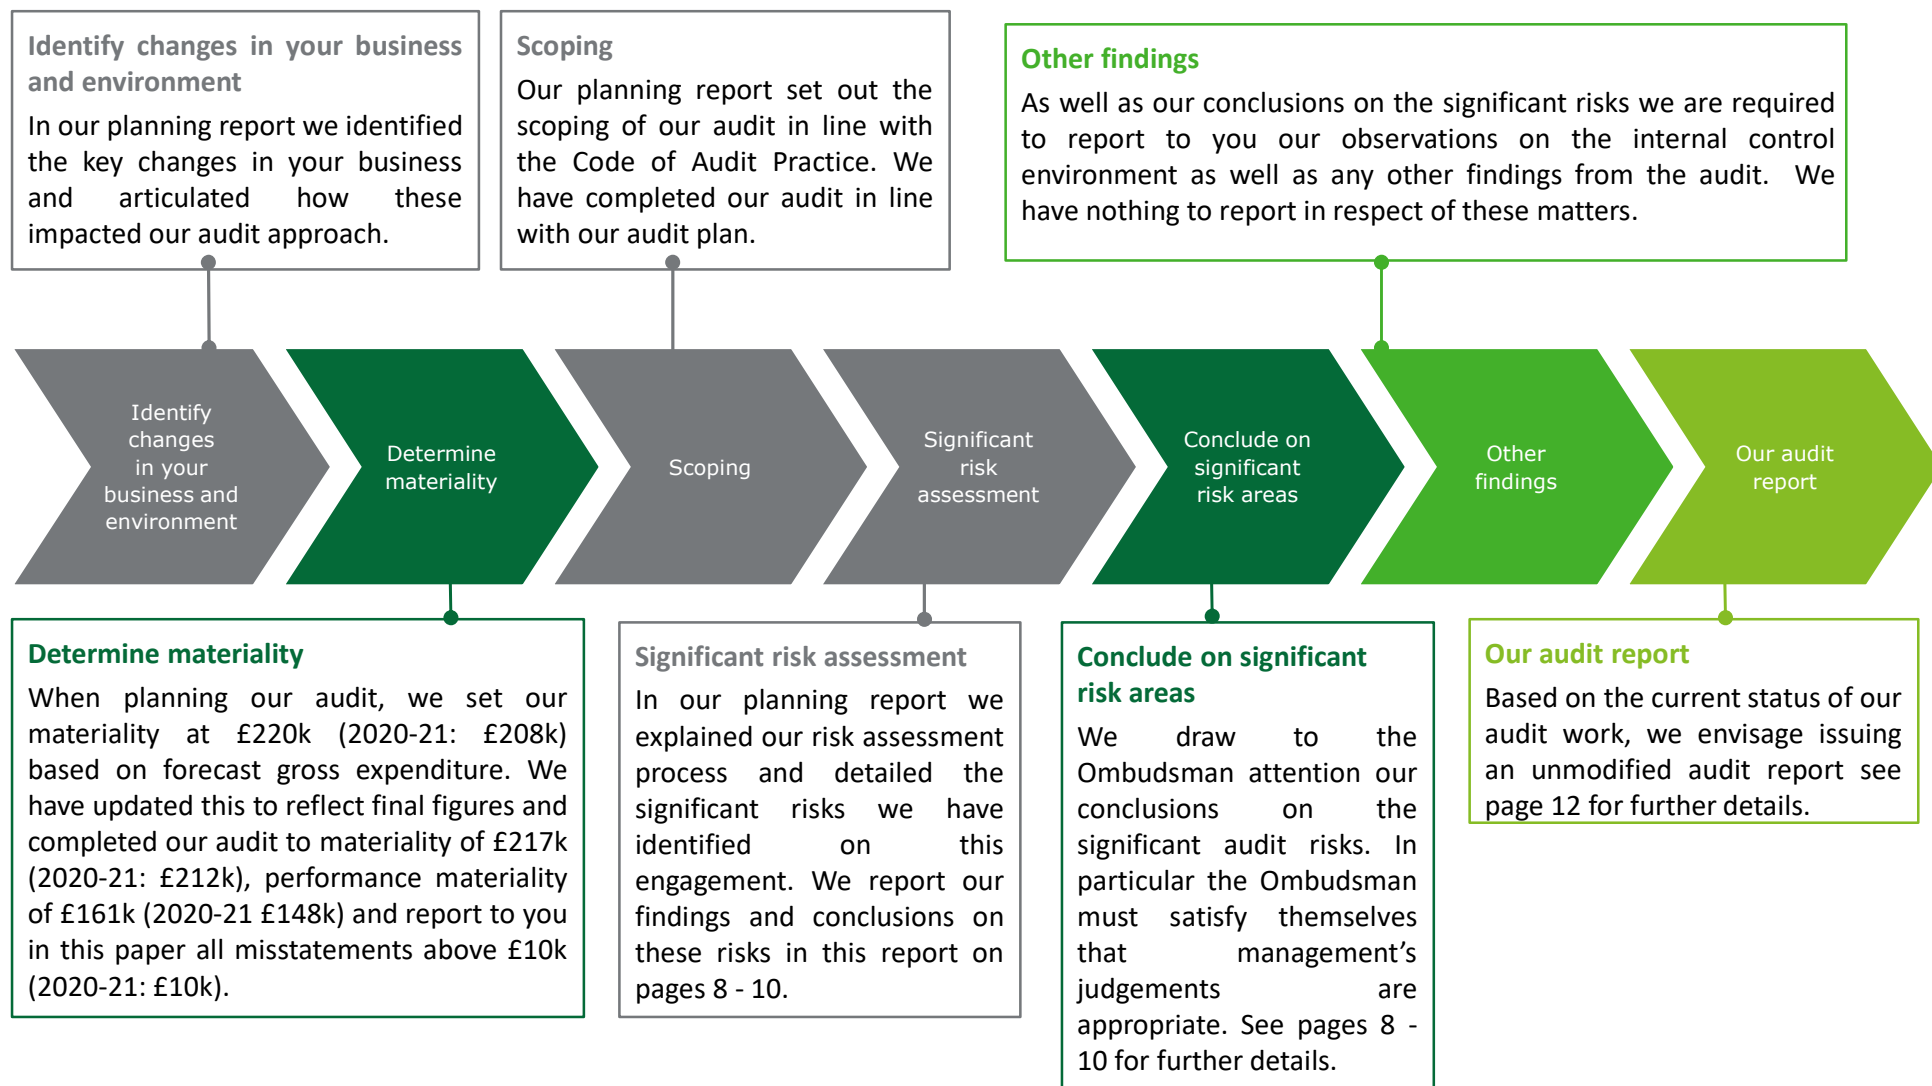 Identify changes in your business
and environment
In our planning report we identified
the key changes in your business
and articulated how these
impacted our audit approach.
Scoping
Our planning report set out the
scoping of our audit in line with
the Code of Audit Practice. We
have completed our audit in line
with our audit plan.
Other findings
As well as our conclusions on the significant risks we are required
to report to you our observations on the internal control
environment as well as any other findings from the audit. We
have nothing to report in respect of these matters.
Identify
changes
in your
business and
environment
Determine
materiality
Scoping
Significant
risk
assessment
Conclude on
significant
risk areas
Other
findings
Our audit
report
Determine materiality
When planning our audit, we set our
materiality at £220k (2020-21: £208k)
based on forecast gross expenditure. We
have updated this to reflect final figures and
completed our audit to materiality of £217k
(2020-21: £212k), performance materiality
of £161k (2020-21 £148k) and report to you
in this paper all misstatements above £10k
(2020-21: £10k).
Significant risk assessment
In our planning report we
explained our risk assessment
process and detailed the
significant risks we have
identified on this
engagement. We report our
findings and conclusions on
these risks in this report on
pages 8 - 10.
Conclude on significant
risk areas
We draw to the
Ombudsman attention our
conclusions on the
significant audit risks. In
particular the Ombudsman
must satisfy themselves
that management’s
judgements are
appropriate. See pages 8 -
10 for further details.
Our audit report
Based on the current status of our
audit work, we envisage issuing
an unmodified audit report see
page 12 for further details.